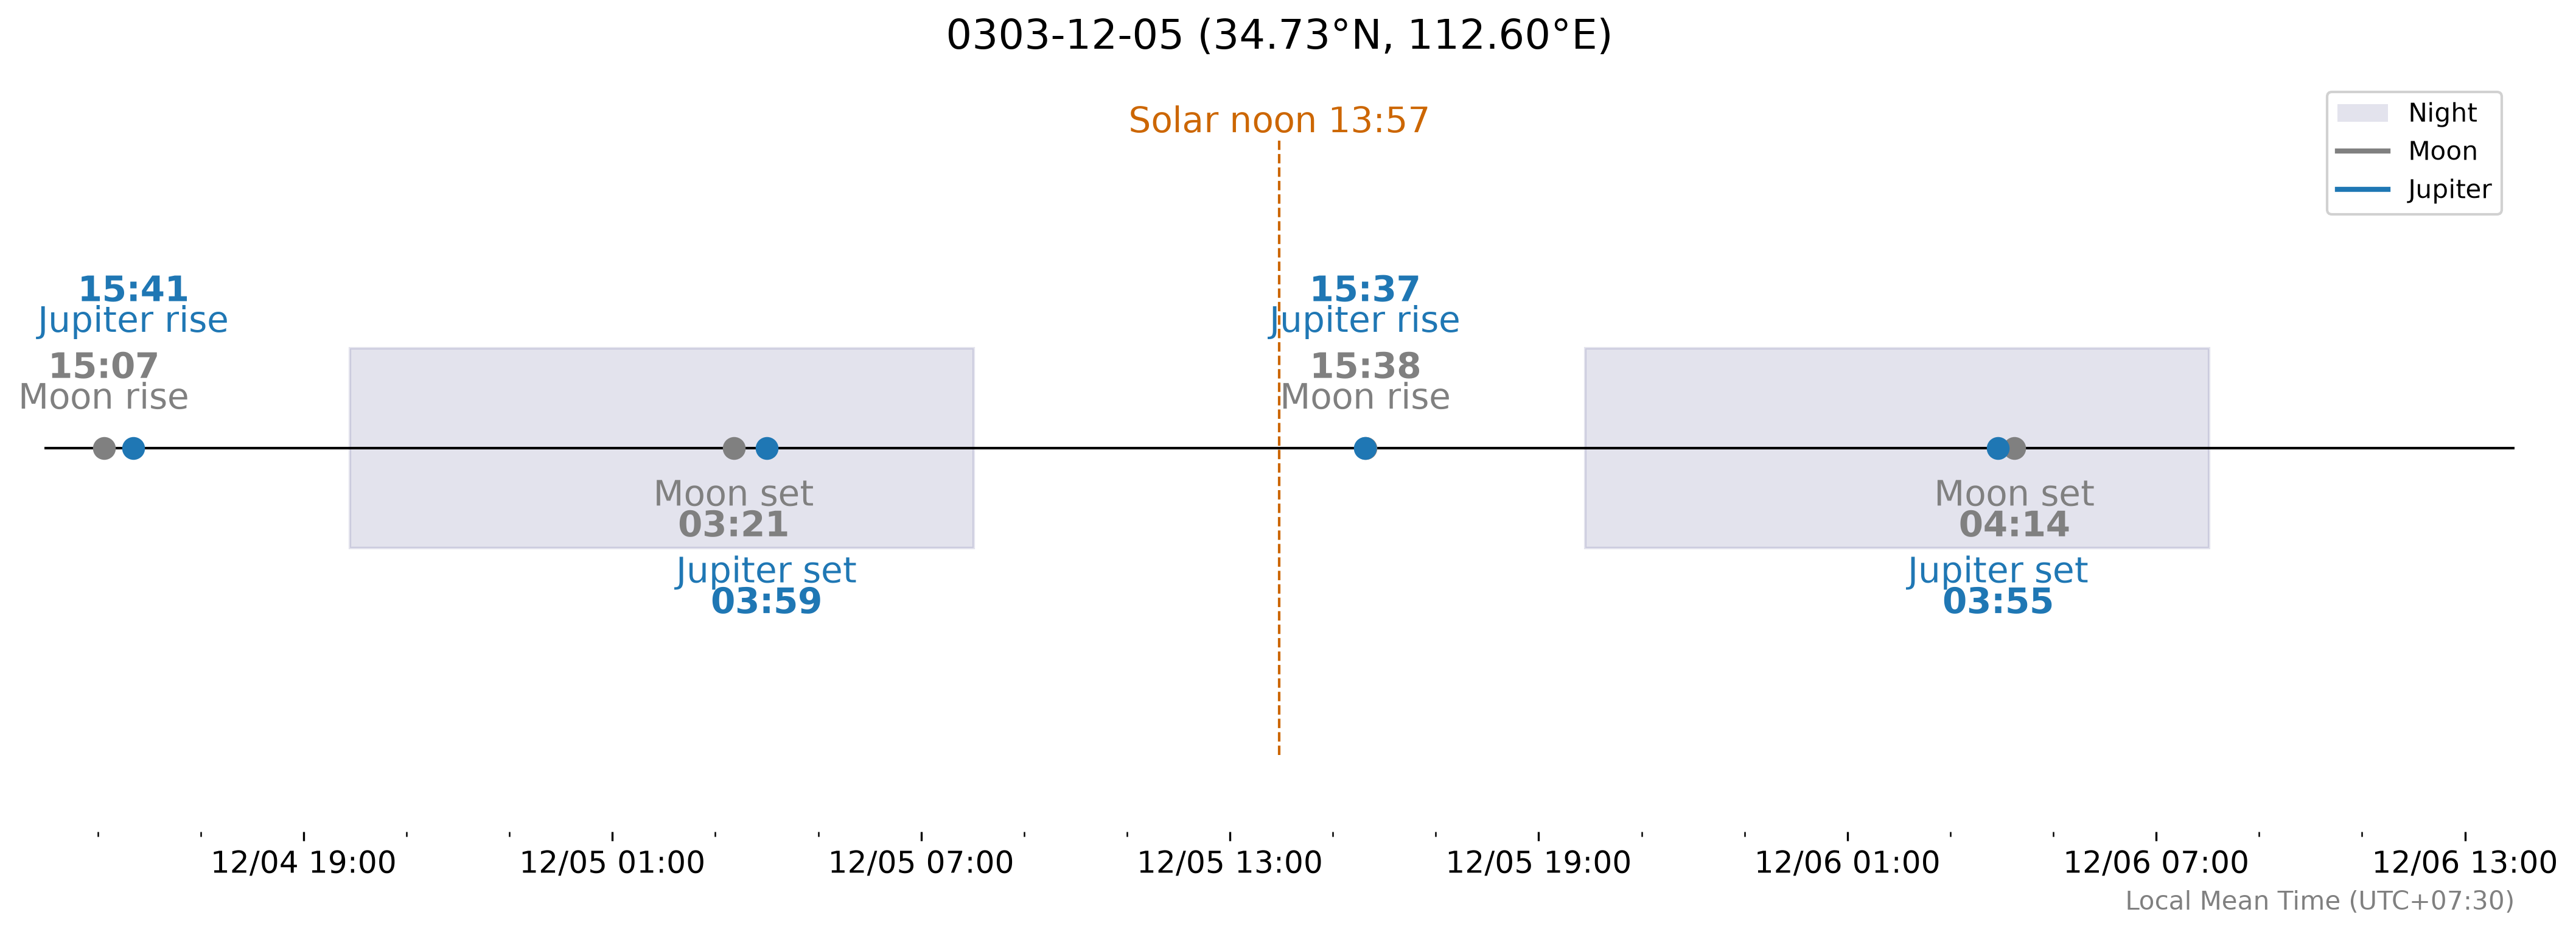 0303-12-05 (34.73°N, 112.60°E)
Solar noon 13:57
Night
Moon
Jupiter
15:41
Jupiter rise
15:07
Moon rise
15:37
Jupiter rise
15:38
Moon rise
Moon set
03:21
Jupiter set
03:59
Moon set
04:14
Jupiter set
03:55
12/04 19:00
12/05 01:00
12/05 07:00
12/05 13:00
12/05 19:00
12/06 01:00
12/06 07:00
12/06 13:00
Local Mean Time (UTC+07:30)